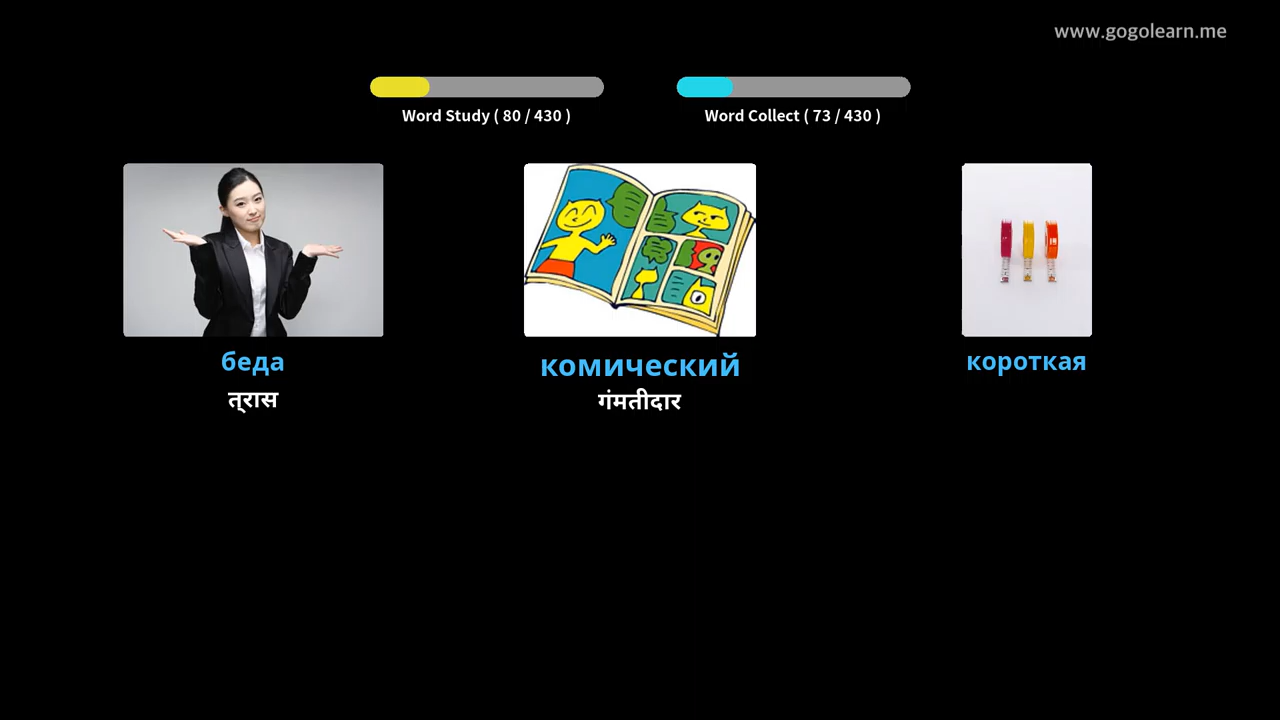 www.gogolearn.me
Word Study ( 80 / 430 )
Word Collect ( 73 / 430 )
беда
комический
короткая
त्रास
गंमतीदार